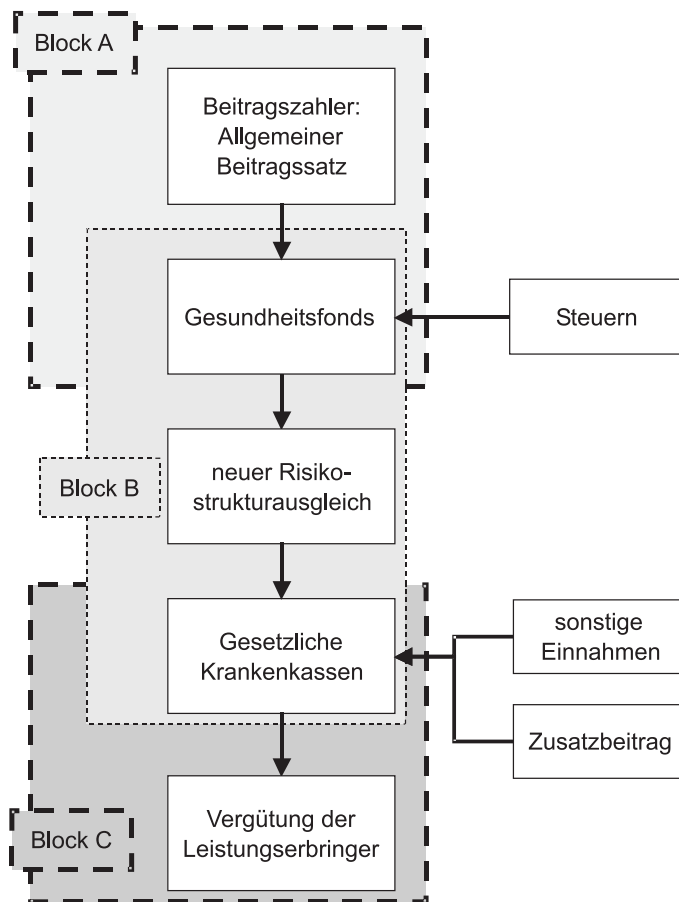 Block A
Beitragszahler:
Allgemeiner
Beitragssatz
Gesundheitsfonds
Steuern
Block B
neuer Risiko-
strukturausgleich
Gesetzliche
Krankenkassen
sonstige
Einnahmen
Zusatzbeitrag
Block C
Vergütung der
Leistungserbringer